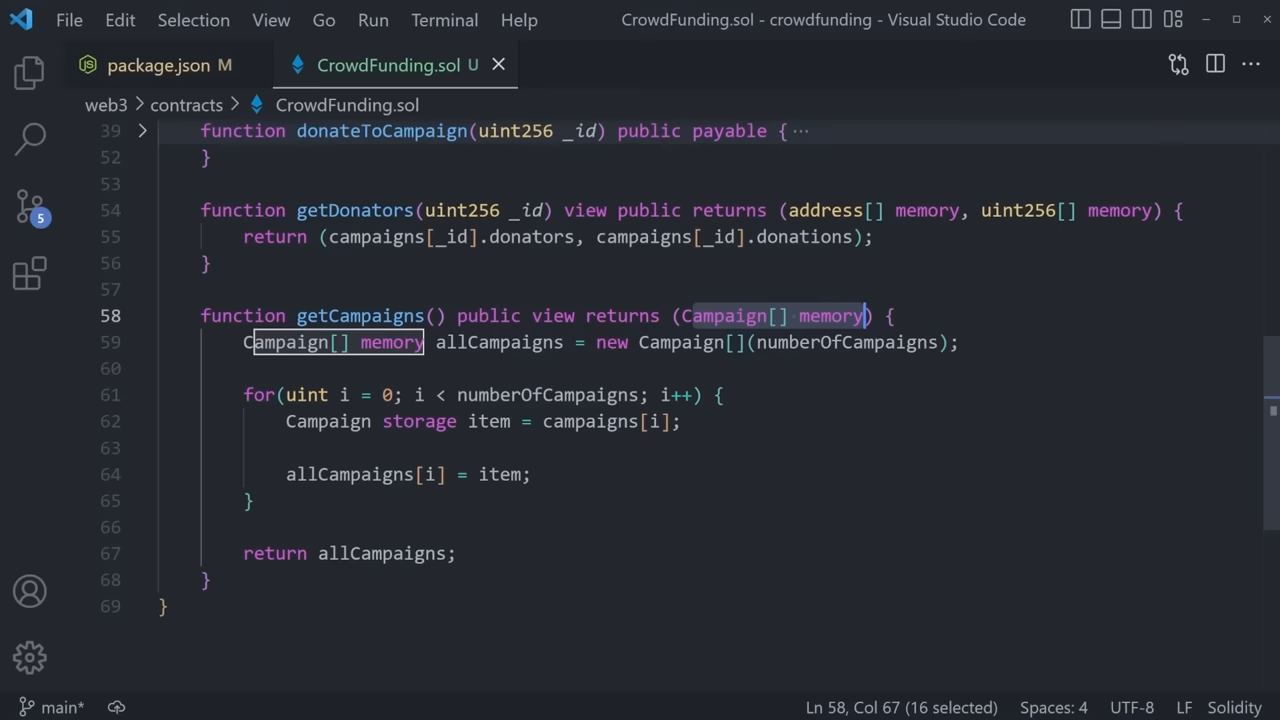 File Edit Selection View Go Run Terminal Help CrowdFunding.sol - crowdfunding - Visual Studio Code
package.json M CrowdFunding.sol U
web3 > contracts > CrowdFunding.sol
39 > function donateToCampaign(uint256 _id) public payable { ···
52 }
53
54 function getDonators(uint256 _id) view public returns (address[] memory, uint256[] memory) {
55 return (campaigns[_id].donators, campaigns[_id].donations);
56 }
57
58 function getCampaigns() public view returns (Campaign[] memory) {
59 Campaign[] memory allCampaigns = new Campaign[](numberOfCampaigns);
60
61 for(uint i = 0; i < numberOfCampaigns; i++) {
62 Campaign storage item = campaigns[i];
63
64 allCampaigns[i] = item;
65 }
66
67 return allCampaigns;
68 }
69 }
5
main* Ln 58, Col 67 (16 selected) Spaces: 4 UTF-8 LF Solidity